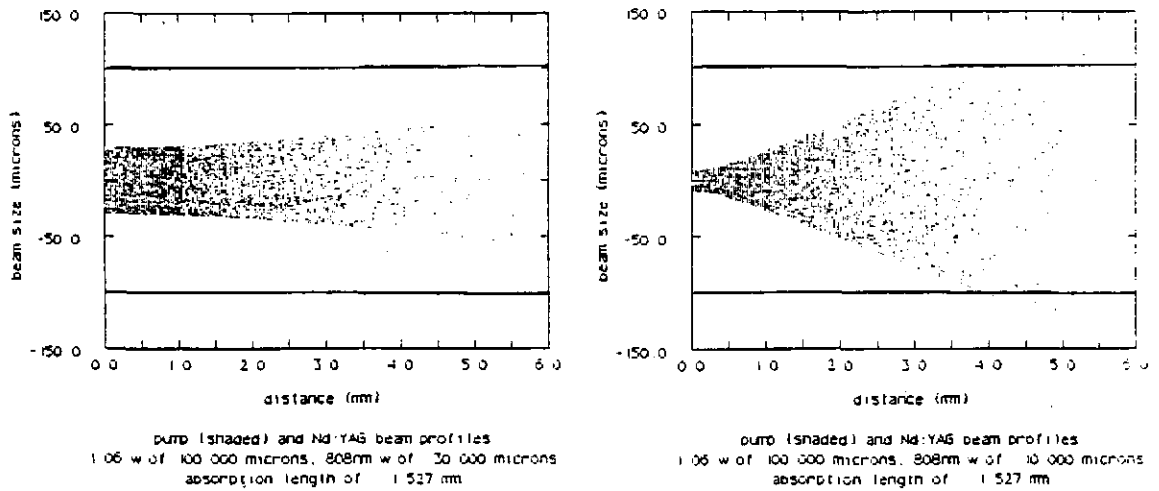 150.0
50.0
-50.0
-150.0
beam size (microns)
0.0 1.0 2.0 3.0 4.0 5.0 6.0
distance (mm)
pump (shaded) and Nd:YAG beam profiles
1.06 w of 100.000 microns, 808nm w of 30.000 microns
absorption length of 1.527 mm
150.0
50.0
-50.0
-150.0
beam size (microns)
0.0 1.0 2.0 3.0 4.0 5.0 6.0
distance (mm)
pump (shaded) and Nd:YAG beam profiles
1.06 w of 100.000 microns, 808nm w of 10.000 microns
absorption length of 1.527 mm